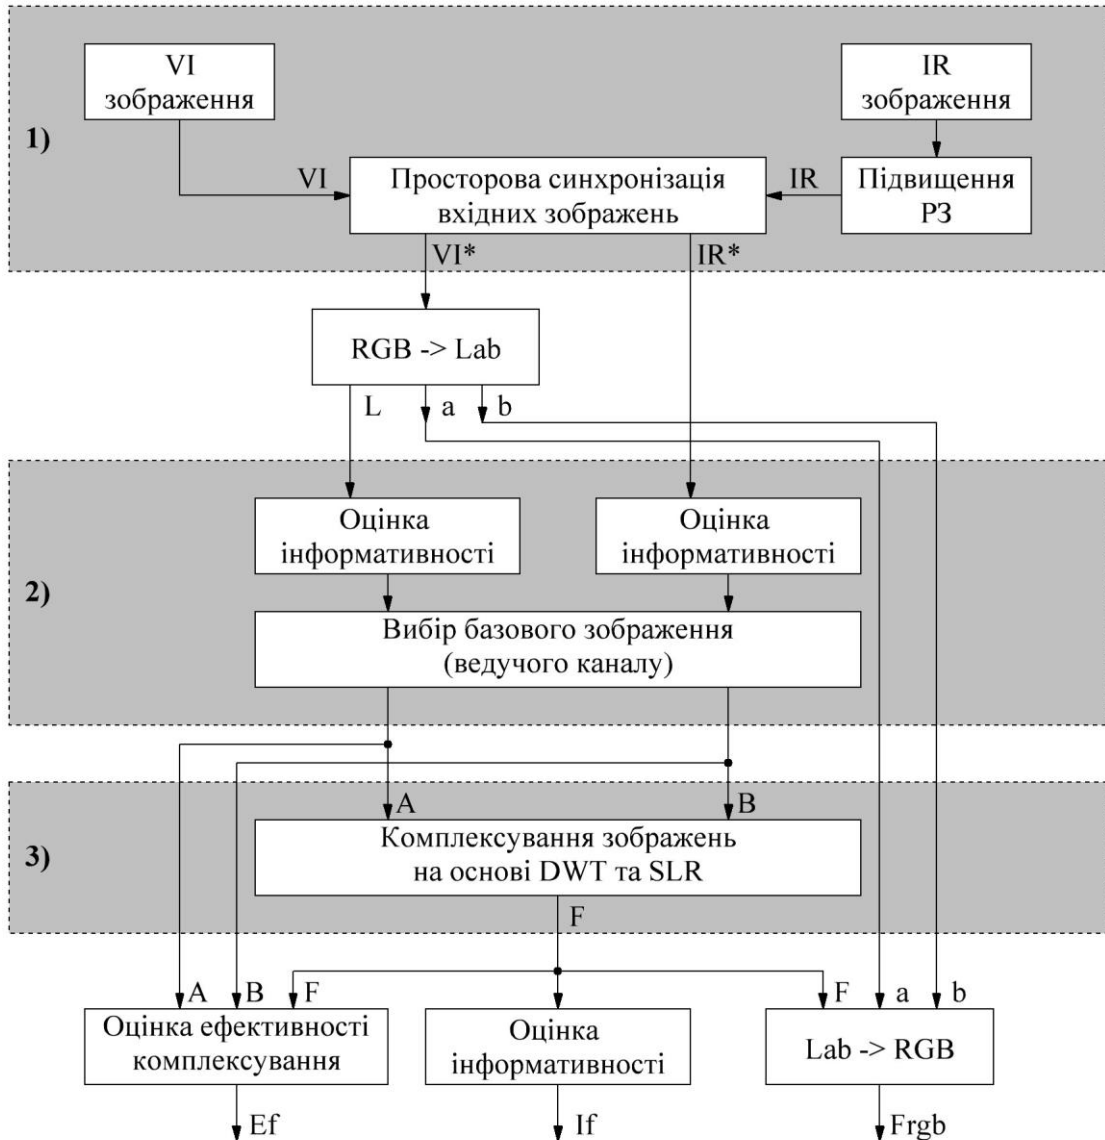 VI
зображення
IR
зображення
1)
VI
Просторова синхронізація
вхідних зображень
IR
Підвищення
РЗ
VI*
IR*
RGB -> Lab
L
a
b
2)
Оцінка
інформативності
Оцінка
інформативності
Вибір базового зображення
(ведучого каналу)
A
B
3)
Комплексування зображень
на основі DWT та SLR
F
A
B
F
F
a
b
Оцінка ефективності
комплексування
Оцінка
інформативності
Lab -> RGB
Ef
If
Frgb